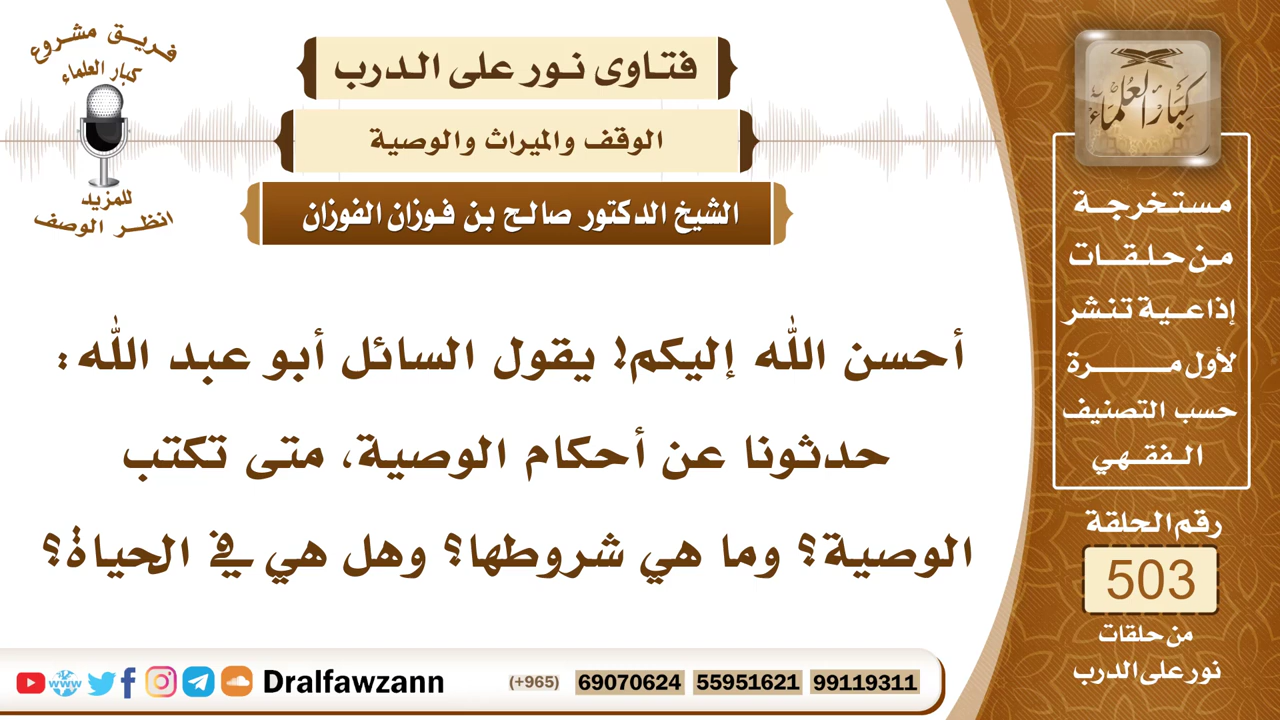 فريق مشروع
كبار العلماء
للمزيد
انظر الوصف
فتاوى نور على الدرب
الوقف والميراث والوصية
الشيخ الدكتور صالح بن فوزان الفوزان
أحسن الله إليكم! يقول السائل أبو عبد الله:
حدثونا عن أحكام الوصية، متى تكتب
الوصية؟ وما هي شروطها؟ وهل هي في الحياة؟
كبار العلماء
مستخرجة
من حلقات
إذاعية تنشر
لأول مرة
حسب التصنيف
الفقهي
رقم الحلقة
503
من حلقات
نور على الدرب
www Dralfawzann (+965) 69070624 55951621 99119311